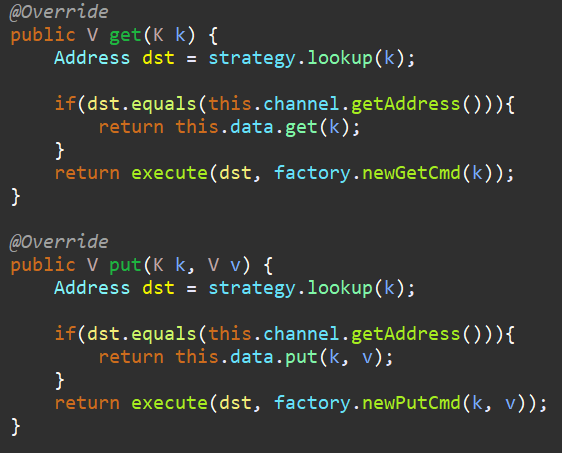 @Override
public V get(K k) {
    Address dst = strategy.lookup(k);
    if(dst.equals(this.channel.getAddress())){
        return this.data.get(k);
    }
    return execute(dst, factory.newGetCmd(k));
}
@Override
public V put(K k, V v) {
    Address dst = strategy.lookup(k);
    if(dst.equals(this.channel.getAddress())){
        return this.data.put(k, v);
    }
    return execute(dst, factory.newPutCmd(k, v));
}